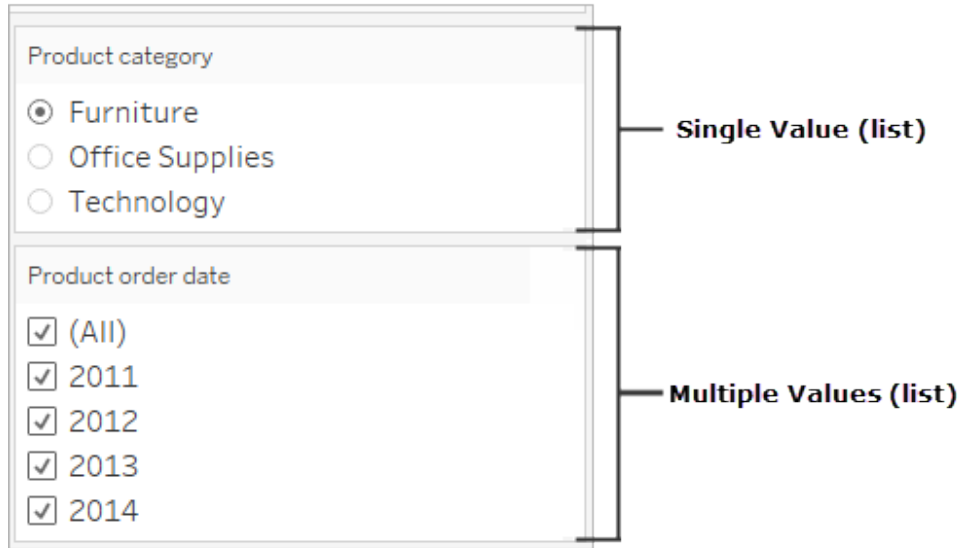 Product category
Furniture
Office Supplies
Technology
Single Value (list)
Product order date
(All)
2011
2012
2013
2014
Multiple Values (list)